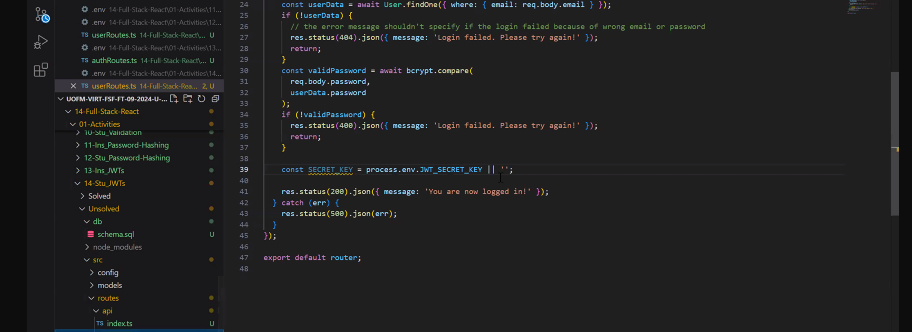 .env 14-Full-Stack-React\01-Activities\11...
.env 14-Full-Stack-React\01-Activities\12...
TS userRoutes.ts 14-Full-Stack-React\...
.env 14-Full-Stack-React\01-Activities\13...
TS authRoutes.ts 14-Full-Stack-React\...
.env 14-Full-Stack-React\01-Activities\14...
TS userRoutes.ts 14-Full-Stack-Rea... 2, U
UOFM-VIRT-FSF-FT-09-2024-U-...
14-Full-Stack-React
01-Activities
10-Stu_Validation
11-Ins_Password-Hashing
12-Stu_Password-Hashing
13-Ins_JWTs
14-Stu_JWTs
Solved
Unsolved
db
schema.sql U
node_modules
src
config
models
routes
api
TS index.ts U
24 const userData = await User.findOne({ where: { email: req.body.email } });
25 if (!userData) {
26 // the error message shouldn't specify if the login failed because of wrong email or password
27 res.status(404).json({ message: 'Login failed. Please try again!' });
28 return;
29 }
30 const validPassword = await bcrypt.compare(
31 req.body.password,
32 userData.password
33 );
34 if (!validPassword) {
35 res.status(400).json({ message: 'Login failed. Please try again!' });
36 return;
37 }
38
39 const SECRET_KEY = process.env.JWT_SECRET_KEY || '';
40
41 res.status(200).json({ message: 'You are now logged in!' });
42 } catch (err) {
43 res.status(500).json(err);
44 }
45 });
46
47 export default router;
48